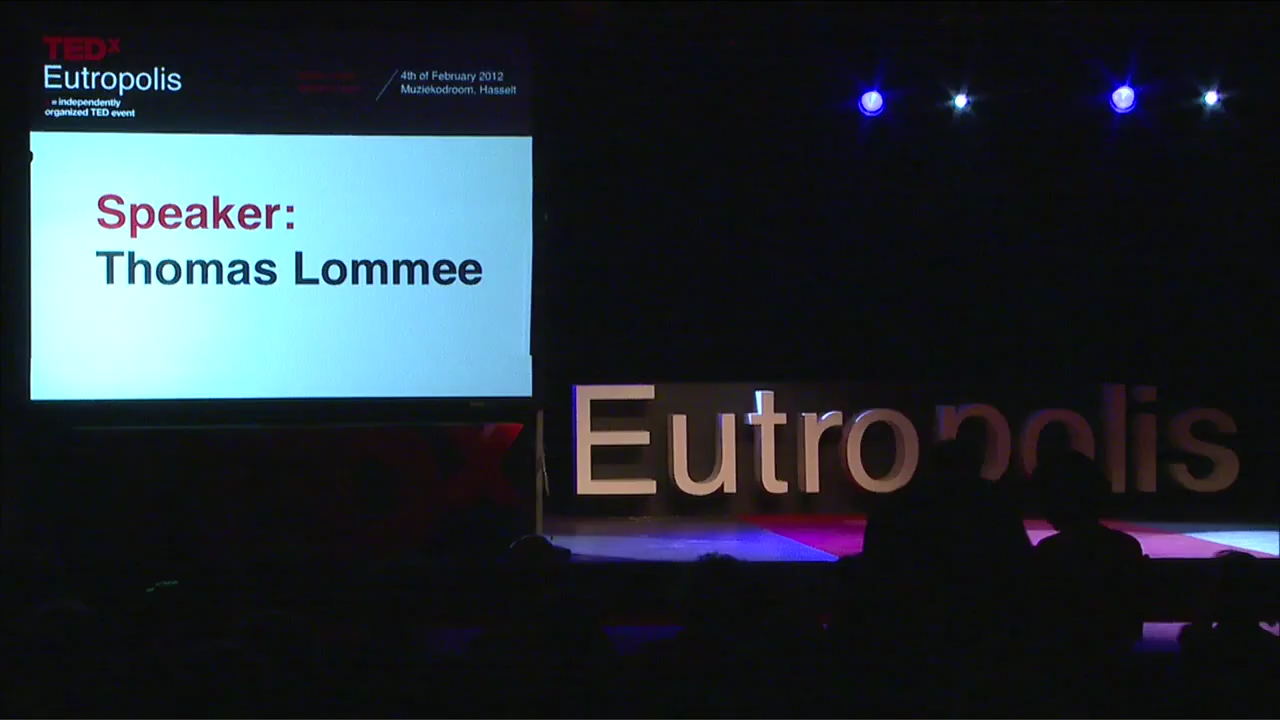 TEDx
Eutropolis
independently
organized TED event
4th of February 2012
Muziekodroom, Hasselt
Speaker:
Thomas Lommee
x
Eutropolis